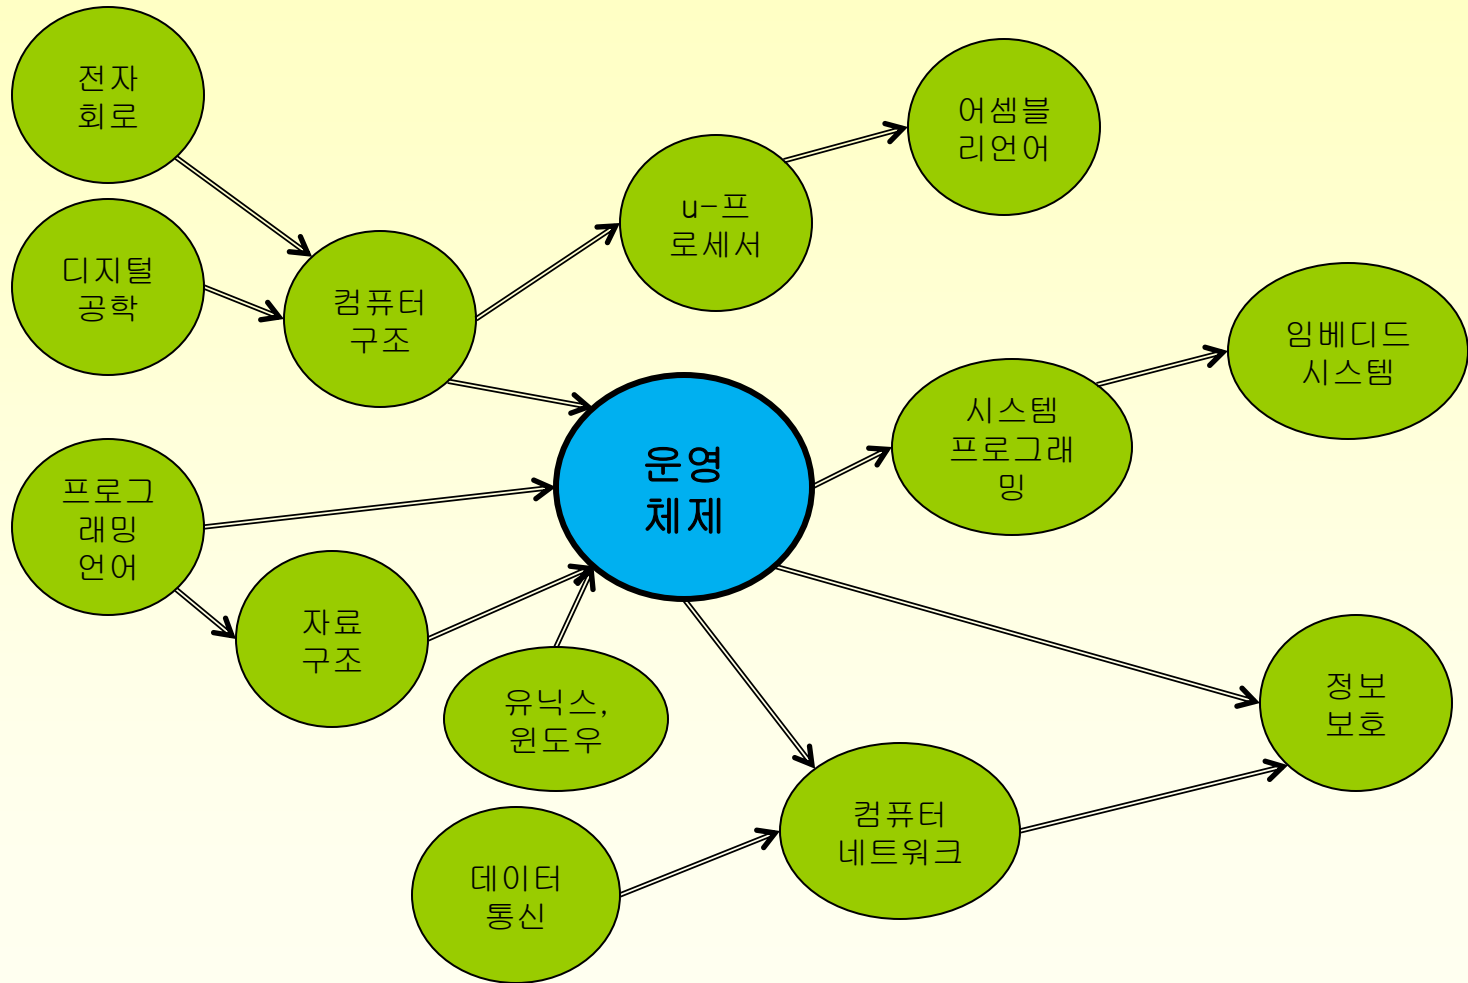 전자
회로
어셈블
리언어
u-프
로세서
디지털
공학
컴퓨터
구조
임베디드
시스템
시스템
프로그래
밍
운영
체제
프로그
래밍
언어
자료
구조
유닉스,
윈도우
정보
보호
컴퓨터
네트워크
데이터
통신